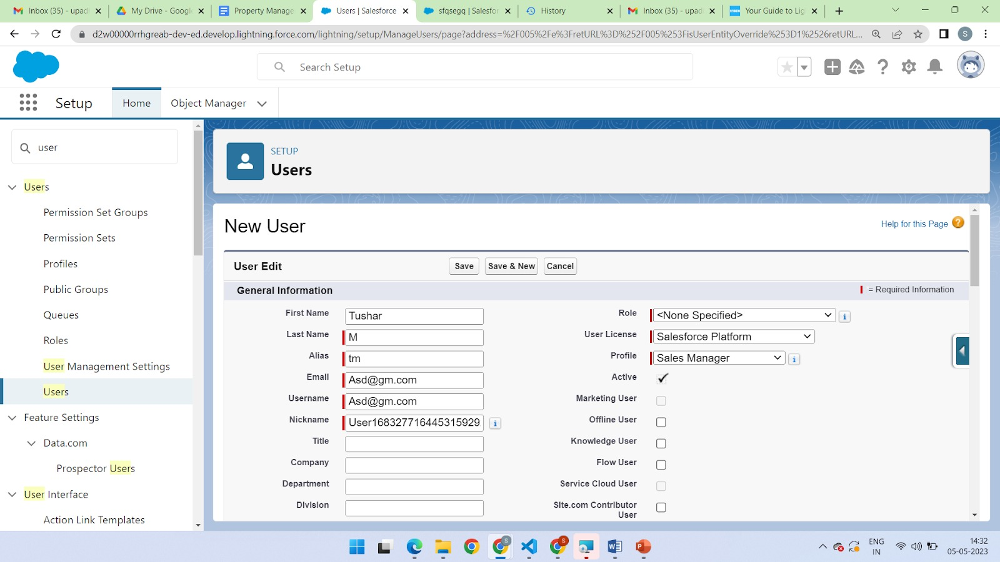 Inbox (35) - upadl
My Drive - Google
Property Manage
Users | Salesforce
sfqsegq | Salesfor
History
Inbox (35) - upadl
Your Guide to Lig
d2w00000rrhgreab-dev-ed.develop.lightning.force.com/lightning/setup/ManageUsers/page?address=%2F005%2Fe%3FretURL%3D%252F005%253FisUserEntityOverride%253D1%2526retURL...
S
Search Setup
Setup
Home
Object Manager
user
Users
Permission Set Groups
Permission Sets
Profiles
Public Groups
Queues
Roles
User Management Settings
Users
Feature Settings
Data.com
Prospector Users
User Interface
Action Link Templates
SETUP
Users
New User
Help for this Page
User Edit
Save
Save & New
Cancel
General Information
= Required Information
First Name Tushar
Last Name M
Alias tm
Email Asd@gm.com
Username Asd@gm.com
Nickname User168327716445315929
Title
Company
Department
Division
Role <None Specified>
User License Salesforce Platform
Profile Sales Manager
Active
Marketing User
Offline User
Knowledge User
Flow User
Service Cloud User
Site.com Contributor
User
ENG
IN
14:32
05-05-2023